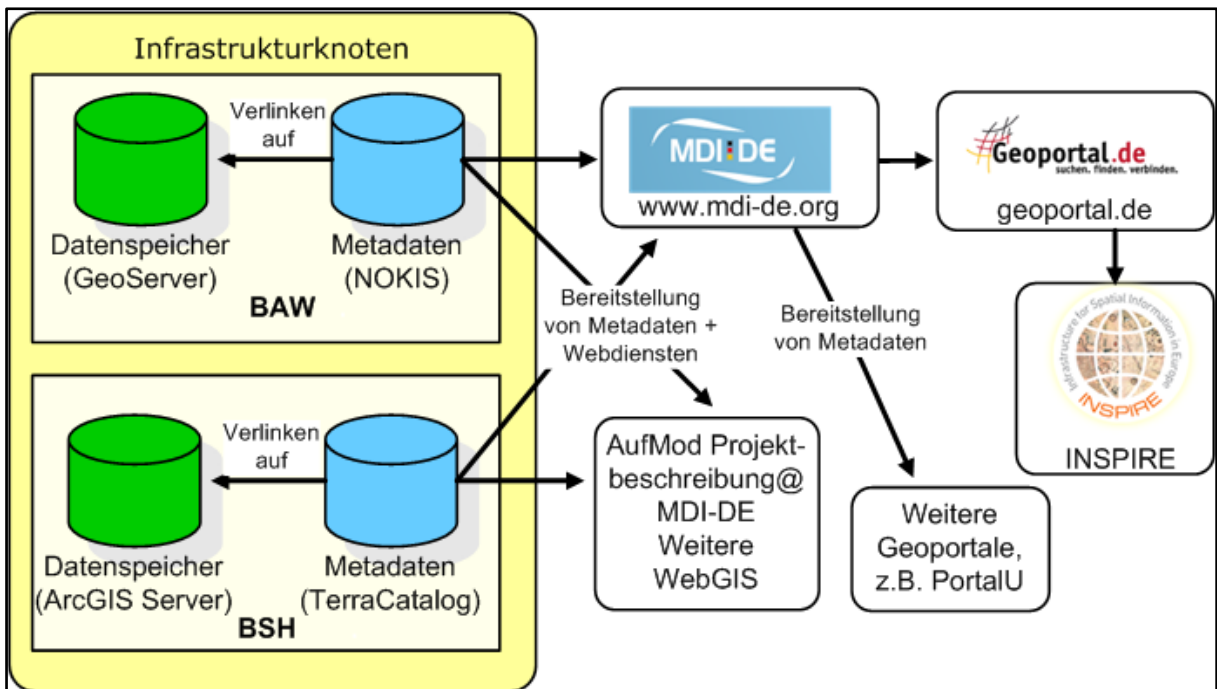 Infrastrukturknoten
Verlinken
auf
Datenspeicher
(GeoServer)
Metadaten
(NOKIS)
BAW
Verlinken
auf
Datenspeicher
(ArcGIS Server)
Metadaten
(TerraCatalog)
BSH
Bereitstellung
von Metadaten +
Webdiensten
MDI:DE
www.mdi-de.org
Geoportal.de
suchen. finden. verbinden.
geoportal.de
Bereitstellung
von Metadaten
Infrastructure for Spatial Information in Europe
INSPIRE
INSPIRE
AufMod Projekt-
beschreibung@
MDI-DE
Weitere
WebGIS
Weitere
Geoportale,
z.B. PortalU